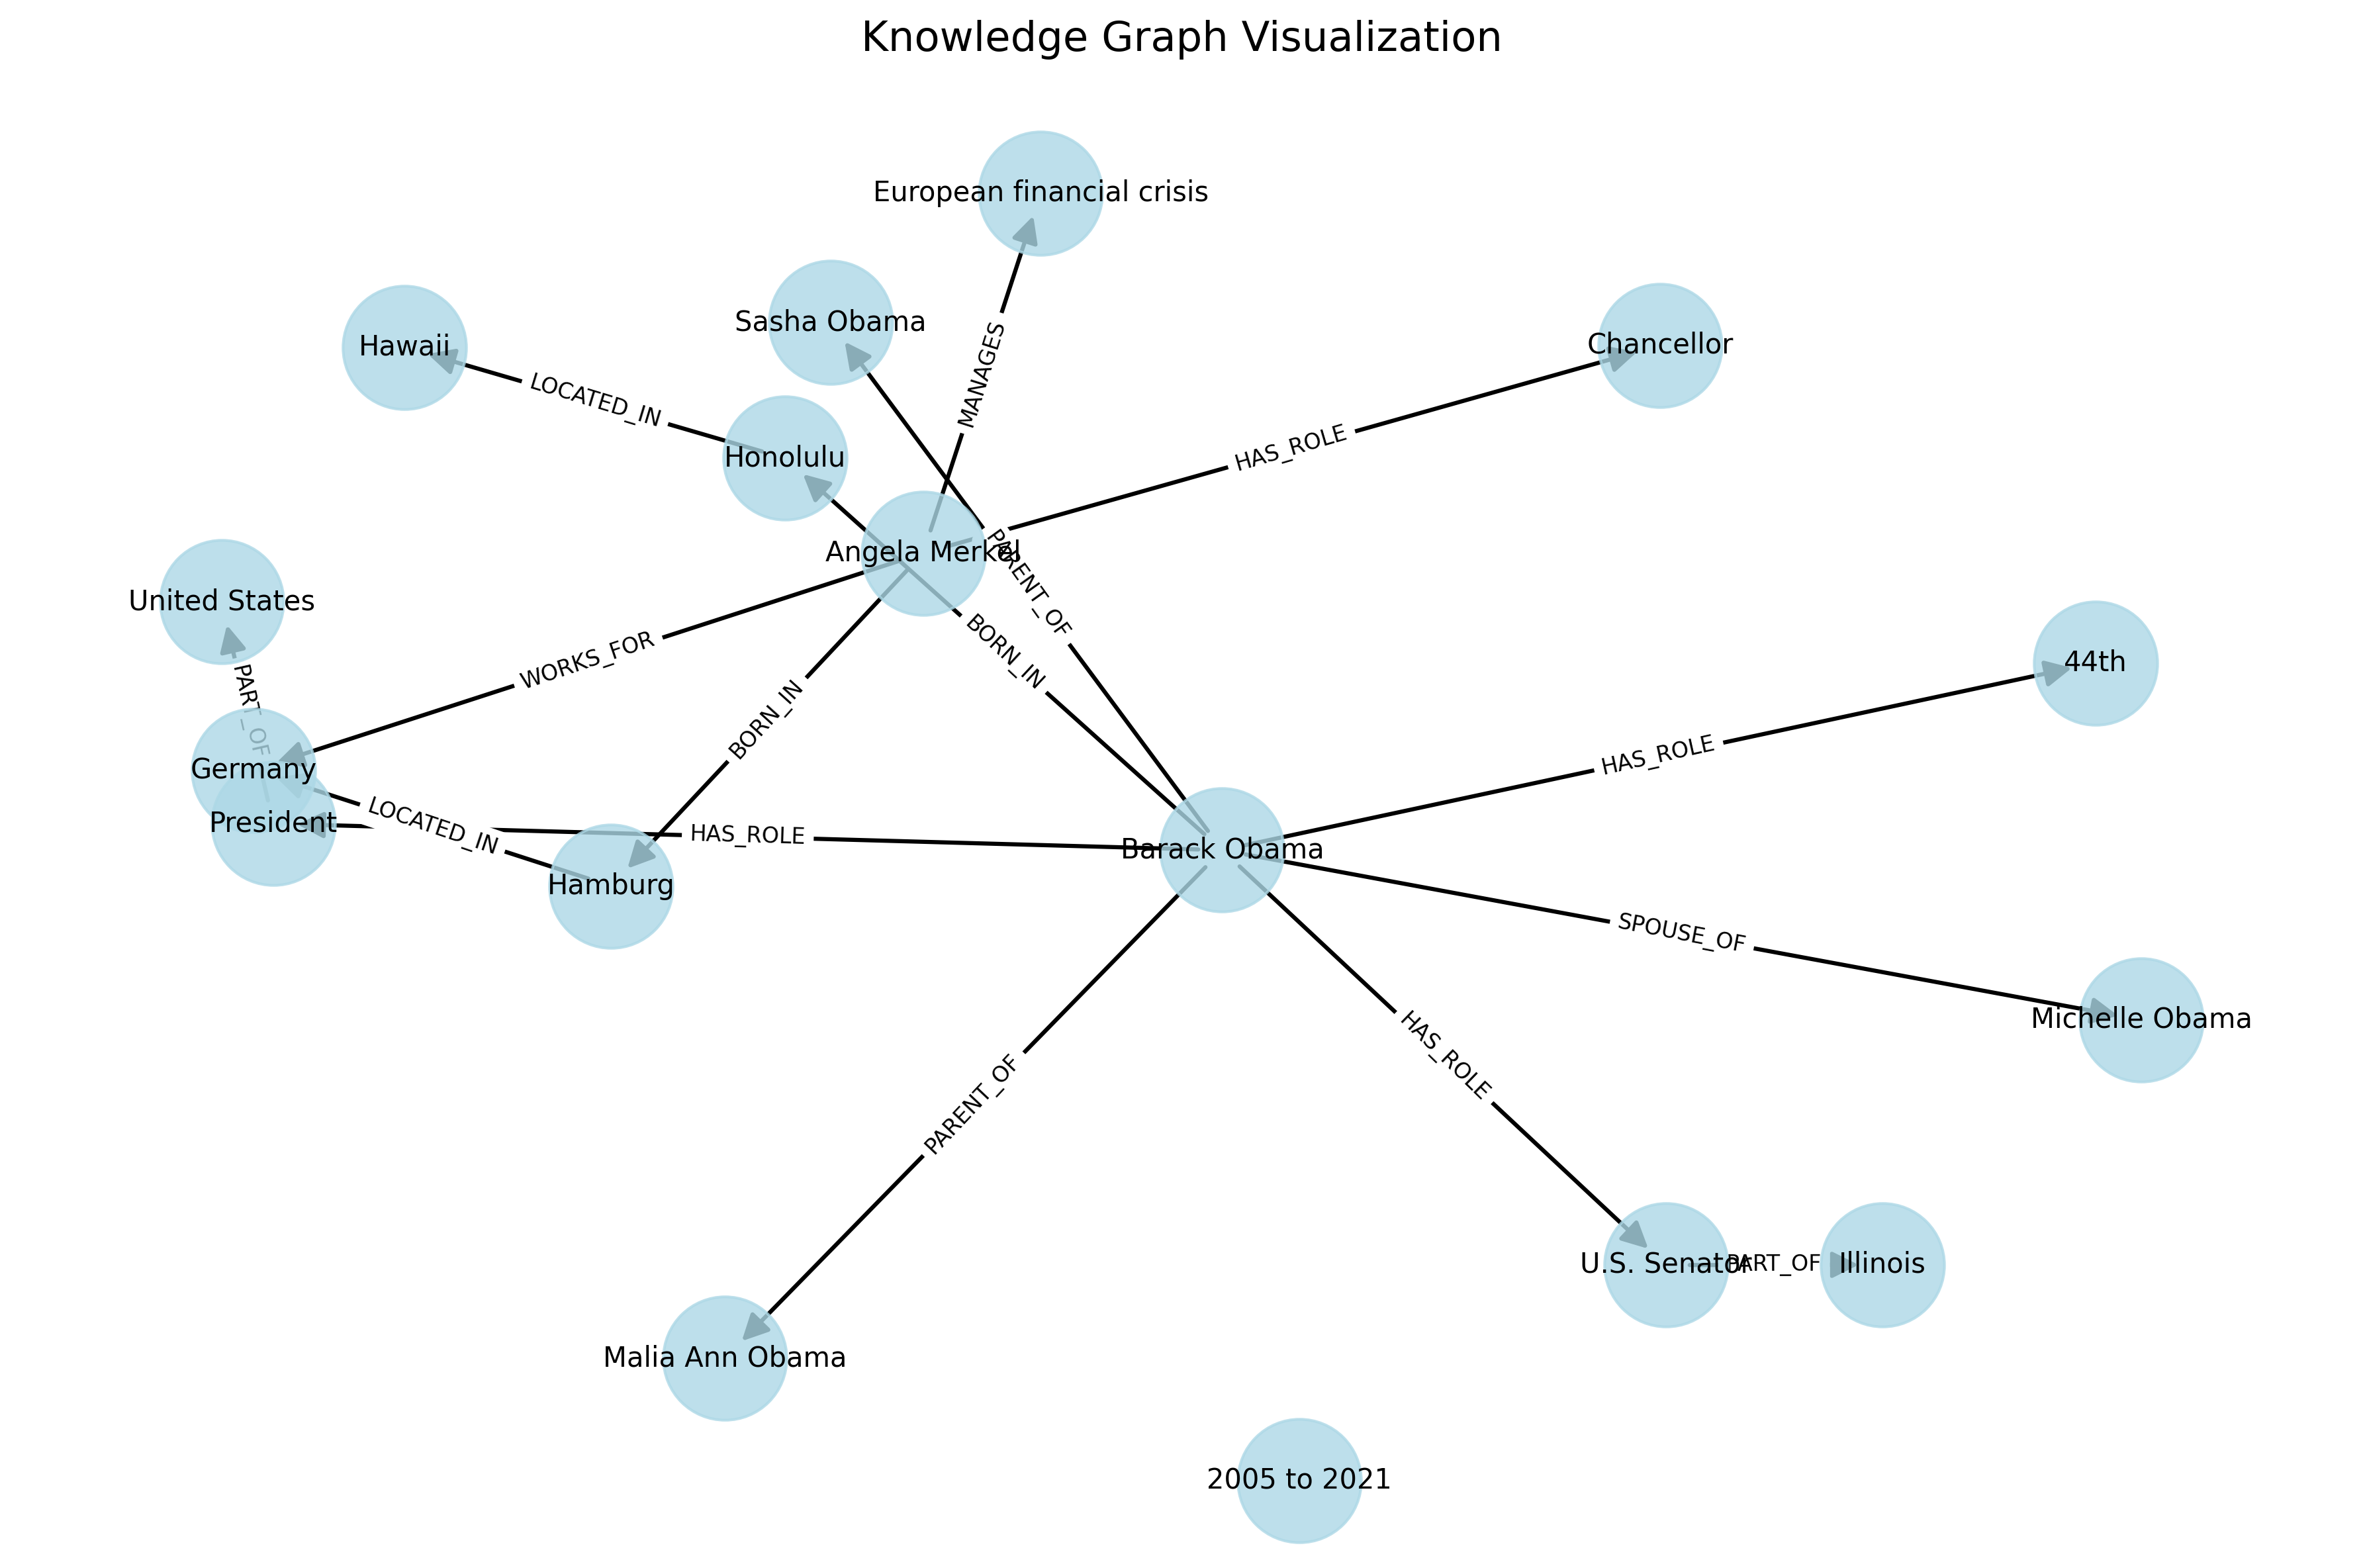 Knowledge Graph Visualization
European financial crisis
Sasha Obama
Hawaii
Chancellor
MANAGES
LOCATED_IN
HAS_ROLE
Honolulu
Angela Merkel
PARENT_OF
United States
BORN_IN
WORKS_FOR
44th
PART_OF
BORN_IN
HAS_ROLE
Germany
President
LOCATED_IN
HAS_ROLE
Barack Obama
Hamburg
SPOUSE_OF
Michelle Obama
HAS_ROLE
PARENT_OF
U.S. Senator
PART_OF
Illinois
Malia Ann Obama
2005 to 2021